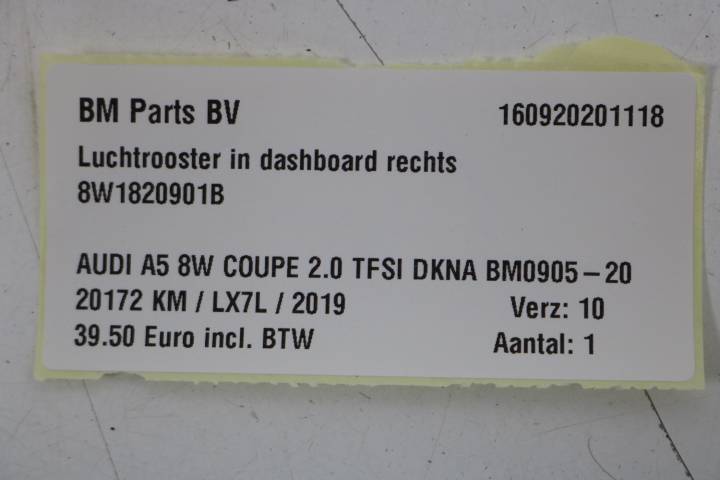 BM Parts BV 160920201118
Luchtrooster in dashboard rechts
8W1820901B
AUDI A5 8W COUPE 2.0 TFSI DKNA BM0905-20
20172 KM / LX7L / 2019 Verz: 10
39.50 Euro incl. BTW Aantal: 1